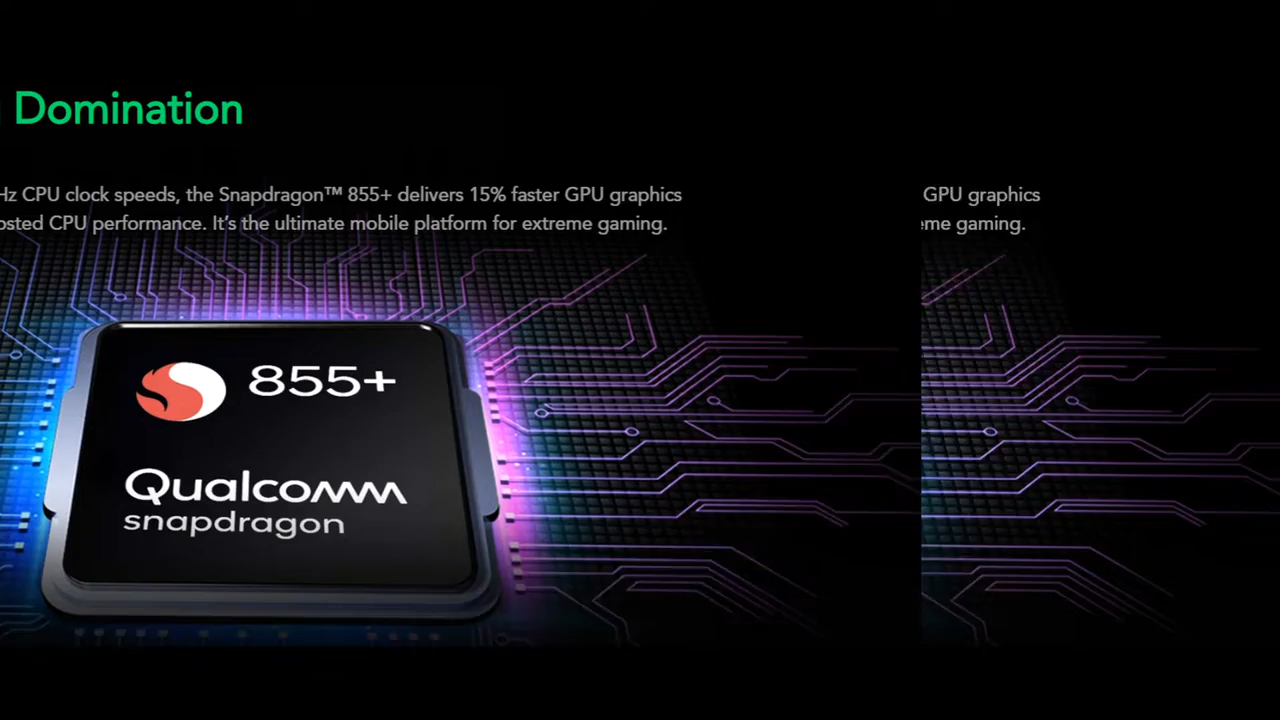 Domination
Hz CPU clock speeds, the Snapdragon™ 855+ delivers 15% faster GPU graphics
osted CPU performance. It's the ultimate mobile platform for extreme gaming.
GPU graphics
eme gaming.
855+
Qualcomm
snapdragon